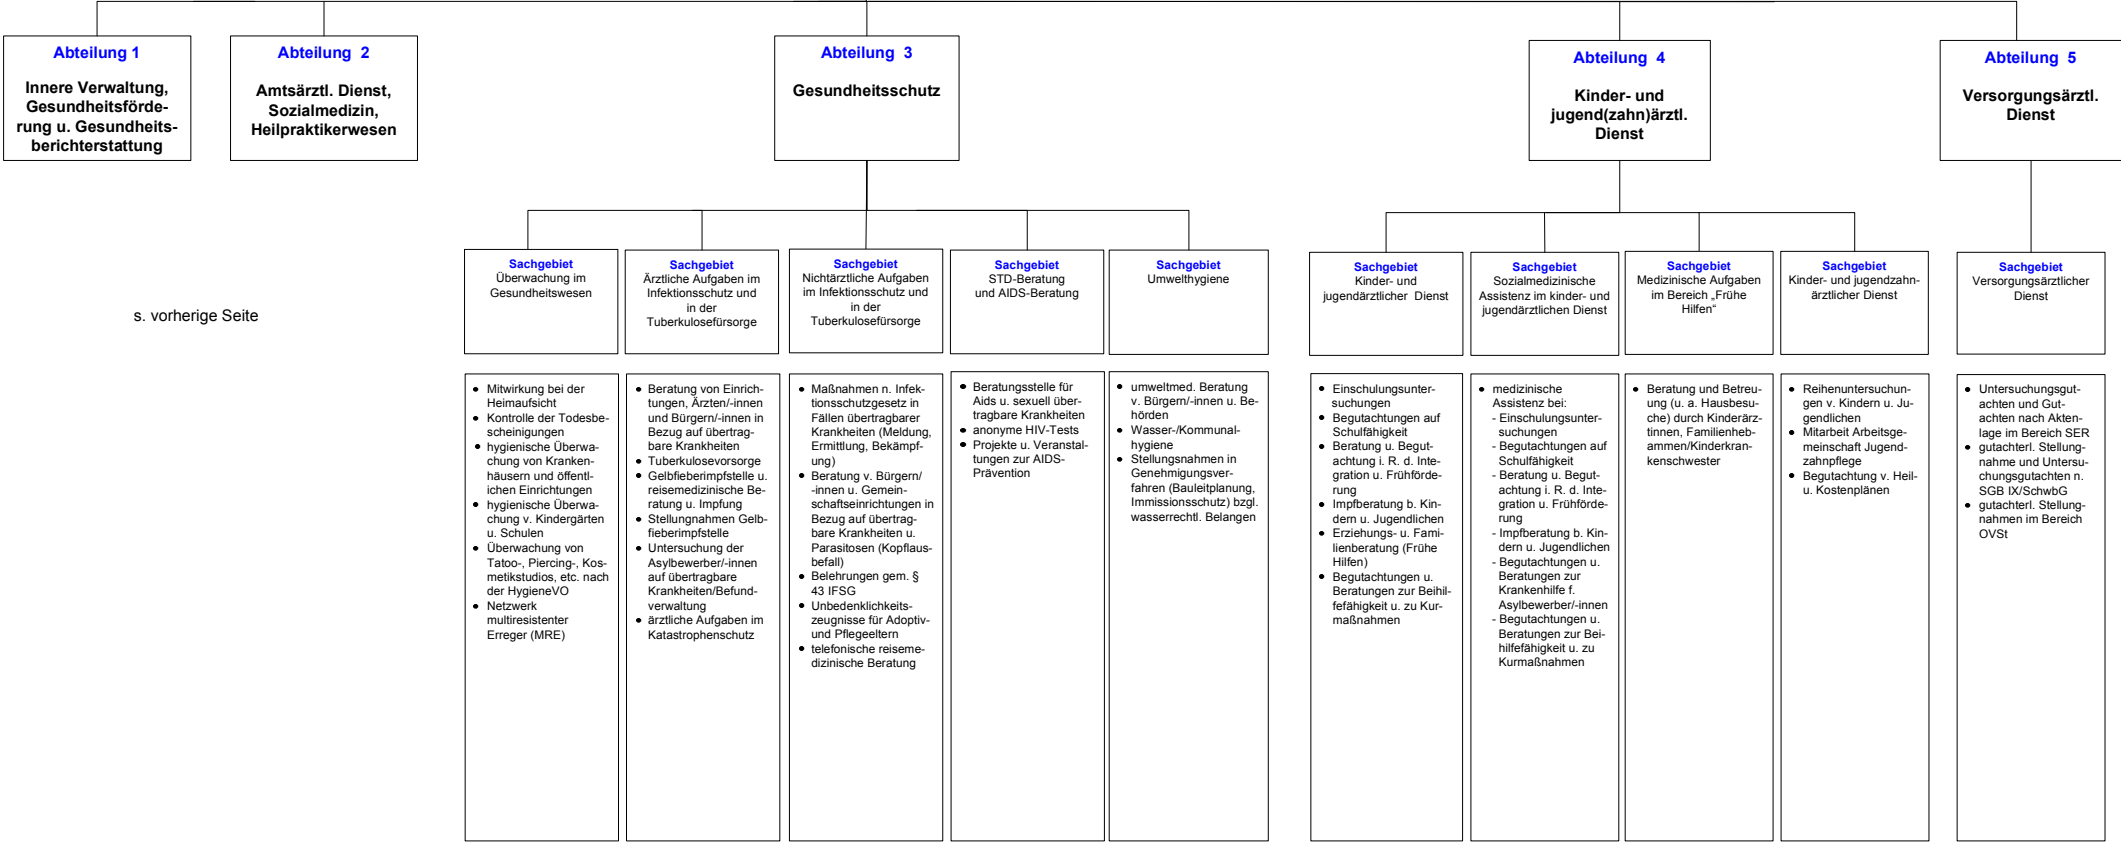 Abteilung 1
Innere Verwaltung,
Gesundheitsförde-
rung u. Gesundheits-
berichterstattung
Abteilung 2
Amtsärztl. Dienst,
Sozialmedizin,
Heilpraktikerwesen
Abteilung 3
Gesundheitsschutz
Abteilung 4
Kinder- und
jugend(zahn)ärztl.
Dienst
Abteilung 5
Versorgungsärztl.
Dienst
s. vorherige Seite
Sachgebiet
Überwachung im
Gesundheitswesen
Sachgebiet
Ärztliche Aufgaben im
Infektionsschutz und
in der
Tuberkulosefürsorge
Sachgebiet
Nichtärztliche Aufgaben
im Infektionsschutz und
in der
Tuberkulosefürsorge
Sachgebiet
STD-Beratung
und AIDS-Beratung
Sachgebiet
Umwelthygiene
Sachgebiet
Kinder- und
jugendärztlicher Dienst
Sachgebiet
Sozialmedizinische
Assistenz im kinder- und
jugendärztlichen Dienst
Sachgebiet
Medizinische Aufgaben
im Bereich „Frühe
Hilfen“
Sachgebiet
Kinder- und jugendzahn-
ärztlicher Dienst
Sachgebiet
Versorgungsärztlicher
Dienst
• Mitwirkung bei der
Heimaufsicht
• Kontrolle der Todesbe-
scheinigungen
• hygienische Überwa-
chung von Kranken-
häusern und öffentl-
ichen Einrichtungen
• hygienische Überwa-
chung v. Kindergärten
u. Schulen
• Überwachung von
Tatoo-, Piercing-, Kos-
metikstudios, etc. nach
der HygieneVO
• Netzwerk
multiresistenter
Erreger (MRE)
• Beratung von Einrich-
tungen, Ärzten/-innen
und Bürgern/-innen in
Bezug auf übertrag-
bare Krankheiten
• Tuberkulosevorsorge
• Gelbfieberimpfstelle u.
reisemedizinische Be-
ratung u. Impfung
• Stellungnahmen Gelb-
fieberimpfstelle
• Untersuchung der
Asylbewerber/-innen
auf übertragbare
Krankheiten/Befund-
verwaltung
• ärztliche Aufgaben im
Katastrophenschutz
• Maßnahmen n. Infek-
tionsschutzgesetz in
Fällen übertragbarer
Krankheiten (Meldung,
Ermittlung, Bekämpf-
ung)
• Beratung v. Bürgern/
-innen u. Gemein-
schaftseinrichtungen in
Bezug auf übertrag-
bare Krankheiten u.
Parasitosen (Kopflaus-
befall)
• Belehrungen gem. §
43 IFSG
• Unbedenklichkeits-
zeugnisse für Adoptiv-
und Pflegeeltern
• telefonische reiseme-
dizinische Beratung
• Beratungsstelle für
Aids u. sexuell über-
tragbare Krankheiten
• anonyme HIV-Tests
• Projekte u. Veranstal-
tungen zur AIDS-
Prävention
• umweltmed. Beratung
v. Bürgern/-innen u. Be-
hörden
• Wasser-/Kommunal-
hygiene
• Stellungsnahmen in
Genehmigungsver-
fahren (Bauleitplanung,
Immissionsschutz) bzgl.
wasserrechtl. Belangen
• Einschulungsunter-
suchungen
• Begutachtungen auf
Schulfähigkeit
• Beratung u. Begut-
achtung i. R. d. Inte-
gration u. Frühförde-
rung
• Impfberatung b. Kin-
dern u. Jugendlichen
• Erziehungs- u. Fami-
lienberatung (Frühe
Hilfen)
• Begutachtungen u.
Beratungen zur Beihil-
fefähigkeit u. zu Kur-
maßnahmen
• medizinische
Assistenz bei:
- Einschulungsunter-
suchungen
- Begutachtungen auf
Schulfähigkeit
- Beratung u. Begut-
achtung i. R. d. Inte-
gration u. Frühförde-
rung
- Impfberatung b. Kin-
dern u. Jugendlichen
- Begutachtungen u.
Beratungen zur
Krankenhilfe f.
Asylbewerber/-innen
- Begutachtungen u.
Beratungen zur Bei-
hilfefähigkeit u. zu
Kurmaßnahmen
• Beratung und Betreu-
ung (u. a. Hausbesu-
che) durch Kinderärz-
tinnen, Familienheb-
ammen/Kinderkran-
kenschwester
• Reihenuntersuchun-
gen v. Kindern u. Ju-
gendlichen
• Mitarbeit Arbeitsge-
meinschaft Jugend-
zahnpflege
• Begutachtung v. Heil-
u. Kostenplänen
• Untersuchungsgut-
achten und Gut-
achten nach Akten-
lage im Bereich SER
• gutachterl. Stellung-
nahme und Untersu-
chungsgutachten n.
SGB IX/SchwbG
• gutachterl. Stellung-
nahmen im Bereich
OVSt